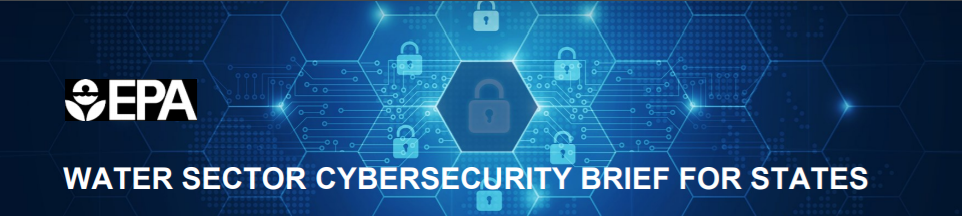 EPA
WATER SECTOR CYBERSECURITY BRIEF FOR STATES